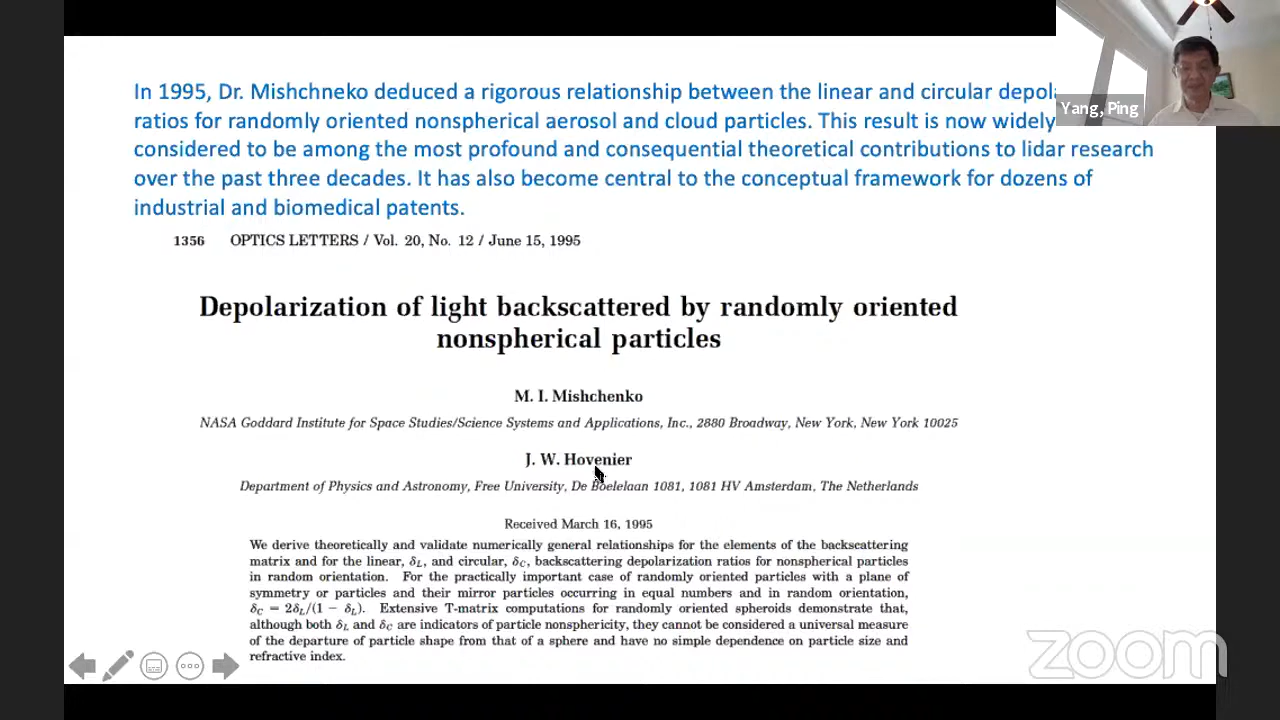 In 1995, Dr. Mishchneko deduced a rigorous relationship between the linear and circular
Yang, Ping
ratios for randomly oriented nonspherical aerosol and cloud particles. This result is now widely
considered to be among the most profound and consequential theoretical contributions to lidar research
over the past three decades. It has also become central to the conceptual framework for dozens of
industrial and biomedical patents.
1356 OPTICS LETTERS / Vol. 20, No. 12 / June 15, 1995
Depolarization of light backscattered by randomly oriented
nonspherical particles
M. I. Mishchenko
NASA Goddard Institute for Space Studies/Science Systems and Applications, Inc., 2880 Broadway, New York, New York 10025
J. W. Hovenier
Department of Physics and Astronomy, Free University, De Boelelaan 1081, 1081 HV Amsterdam, The Netherlands
Received March 16, 1995
We derive theoretically and validate numerically general relationships for the elements of the backscattering
matrix and for the linear, δL, and circular, δC, backscattering depolarization ratios for nonspherical particles
in random orientation. For the practically important case of randomly oriented particles with a plane of
symmetry or particles and their mirror particles occurring in equal numbers and in random orientation,
δC = 2δL/(1 − δL). Extensive T-matrix computations for randomly oriented spheroids demonstrate that,
although both δL and δC are indicators of particle nonsphericity, they cannot be considered a universal measure
of the departure of particle shape from that of a sphere and have no simple dependence on particle size and
refractive index.
zoom